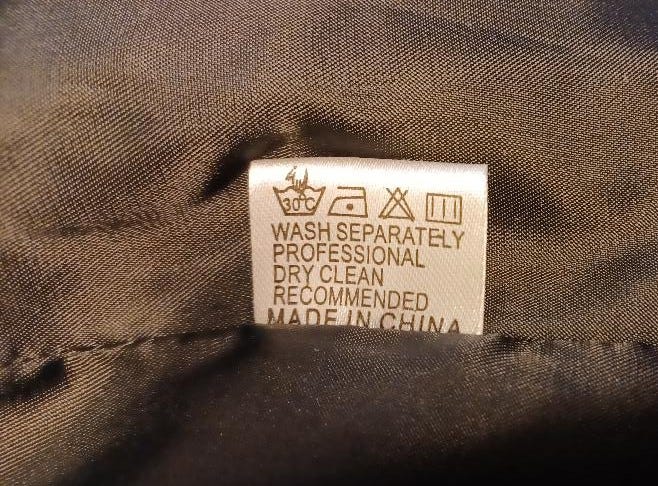 30°C
WASH SEPARATELY
PROFESSIONAL
DRY CLEAN
RECOMMENDED
MADE IN CHINA